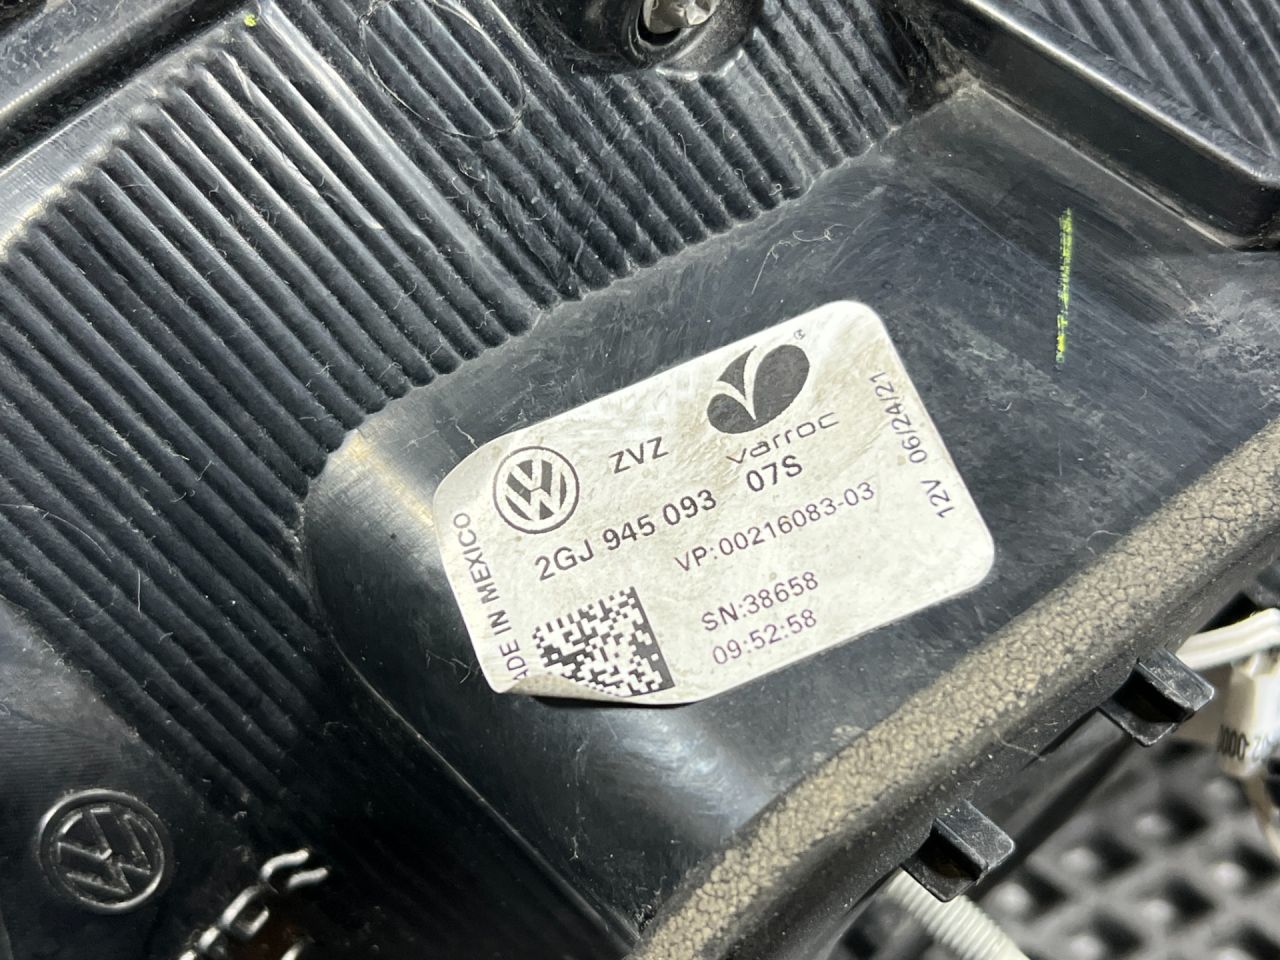 ZVZ
varroc
2GJ 945 093 07S
VP:00216083-03
SN:38658
09:52:58
ADE IN MEXICO
12V 06/24/21